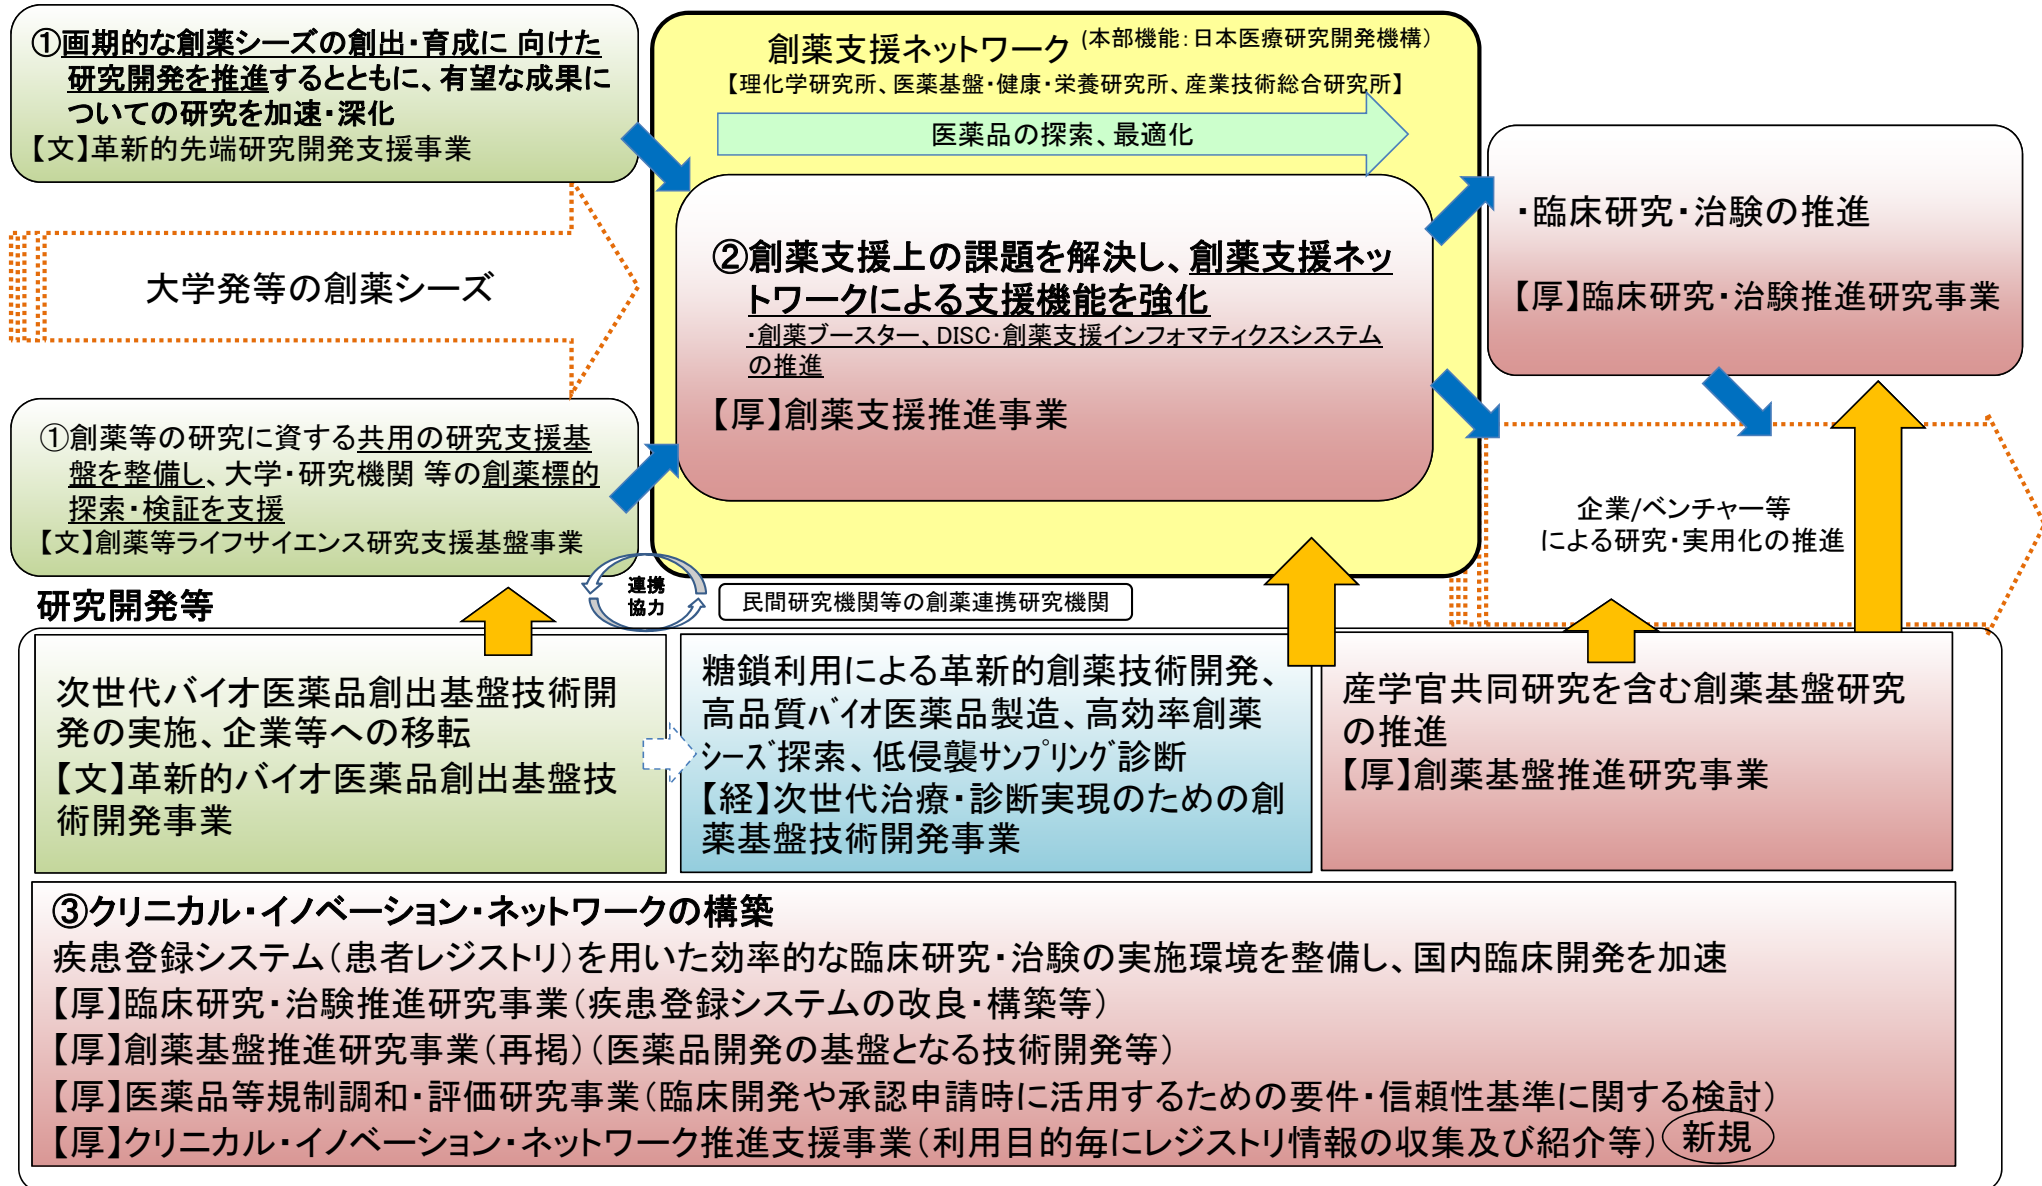 ①画期的な創薬シーズの創出・育成に 向けた
研究開発を推進するとともに、有望な成果に
ついての研究を加速・深化
【文】革新的先端研究開発支援事業
大学発等の創薬シーズ
①創薬等の研究に資する共用の研究支援基
盤を整備し、大学・研究機関 等の創薬標的
探索・検証を支援
【文】創薬等ライフサイエンス研究支援基盤事業
創薬支援ネットワーク (本部機能：日本医療研究開発機構)
【理化学研究所、医薬基盤・健康・栄養研究所、産業技術総合研究所】
医薬品の探索、最適化
②創薬支援上の課題を解決し、創薬支援ネッ
トワークによる支援機能を強化
・創薬ブースター、DISC・創薬支援インフォマティクスシステム
の推進
【厚】創薬支援推進事業
・臨床研究・治験の推進
【厚】臨床研究・治験推進研究事業
企業/ベンチャー等
による研究・実用化の推進
連携
協力
民間研究機関等の創薬連携研究機関
研究開発等
次世代バイオ医薬品創出基盤技術開
発の実施、企業等への移転
【文】革新的バイオ医薬品創出基盤技
術開発事業
糖鎖利用による革新的創薬技術開発、
高品質ﾊﾞｲｵ医薬品製造、高効率創薬
ｼｰｽﾞ探索、低侵襲ｻﾝﾌﾟﾘﾝｸﾞ診断
【経】次世代治療・診断実現のための創
薬基盤技術開発事業
産学官共同研究を含む創薬基盤研究
の推進
【厚】創薬基盤推進研究事業
③クリニカル・イノベーション・ネットワークの構築
疾患登録システム(患者レジストリ)を用いた効率的な臨床研究・治験の実施環境を整備し、国内臨床開発を加速
【厚】臨床研究・治験推進研究事業(疾患登録システムの改良・構築等)
【厚】創薬基盤推進研究事業(再掲)(医薬品開発の基盤となる技術開発等)
【厚】医薬品等規制調和・評価研究事業(臨床開発や承認申請時に活用するための要件・信頼性基準に関する検討)
【厚】クリニカル・イノベーション・ネットワーク推進支援事業(利用目的毎にレジストリ情報の収集及び紹介等) 新規